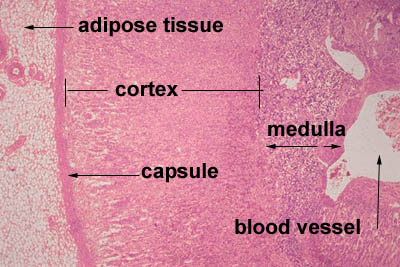 adipose tissue
cortex
medulla
capsule
blood vessel